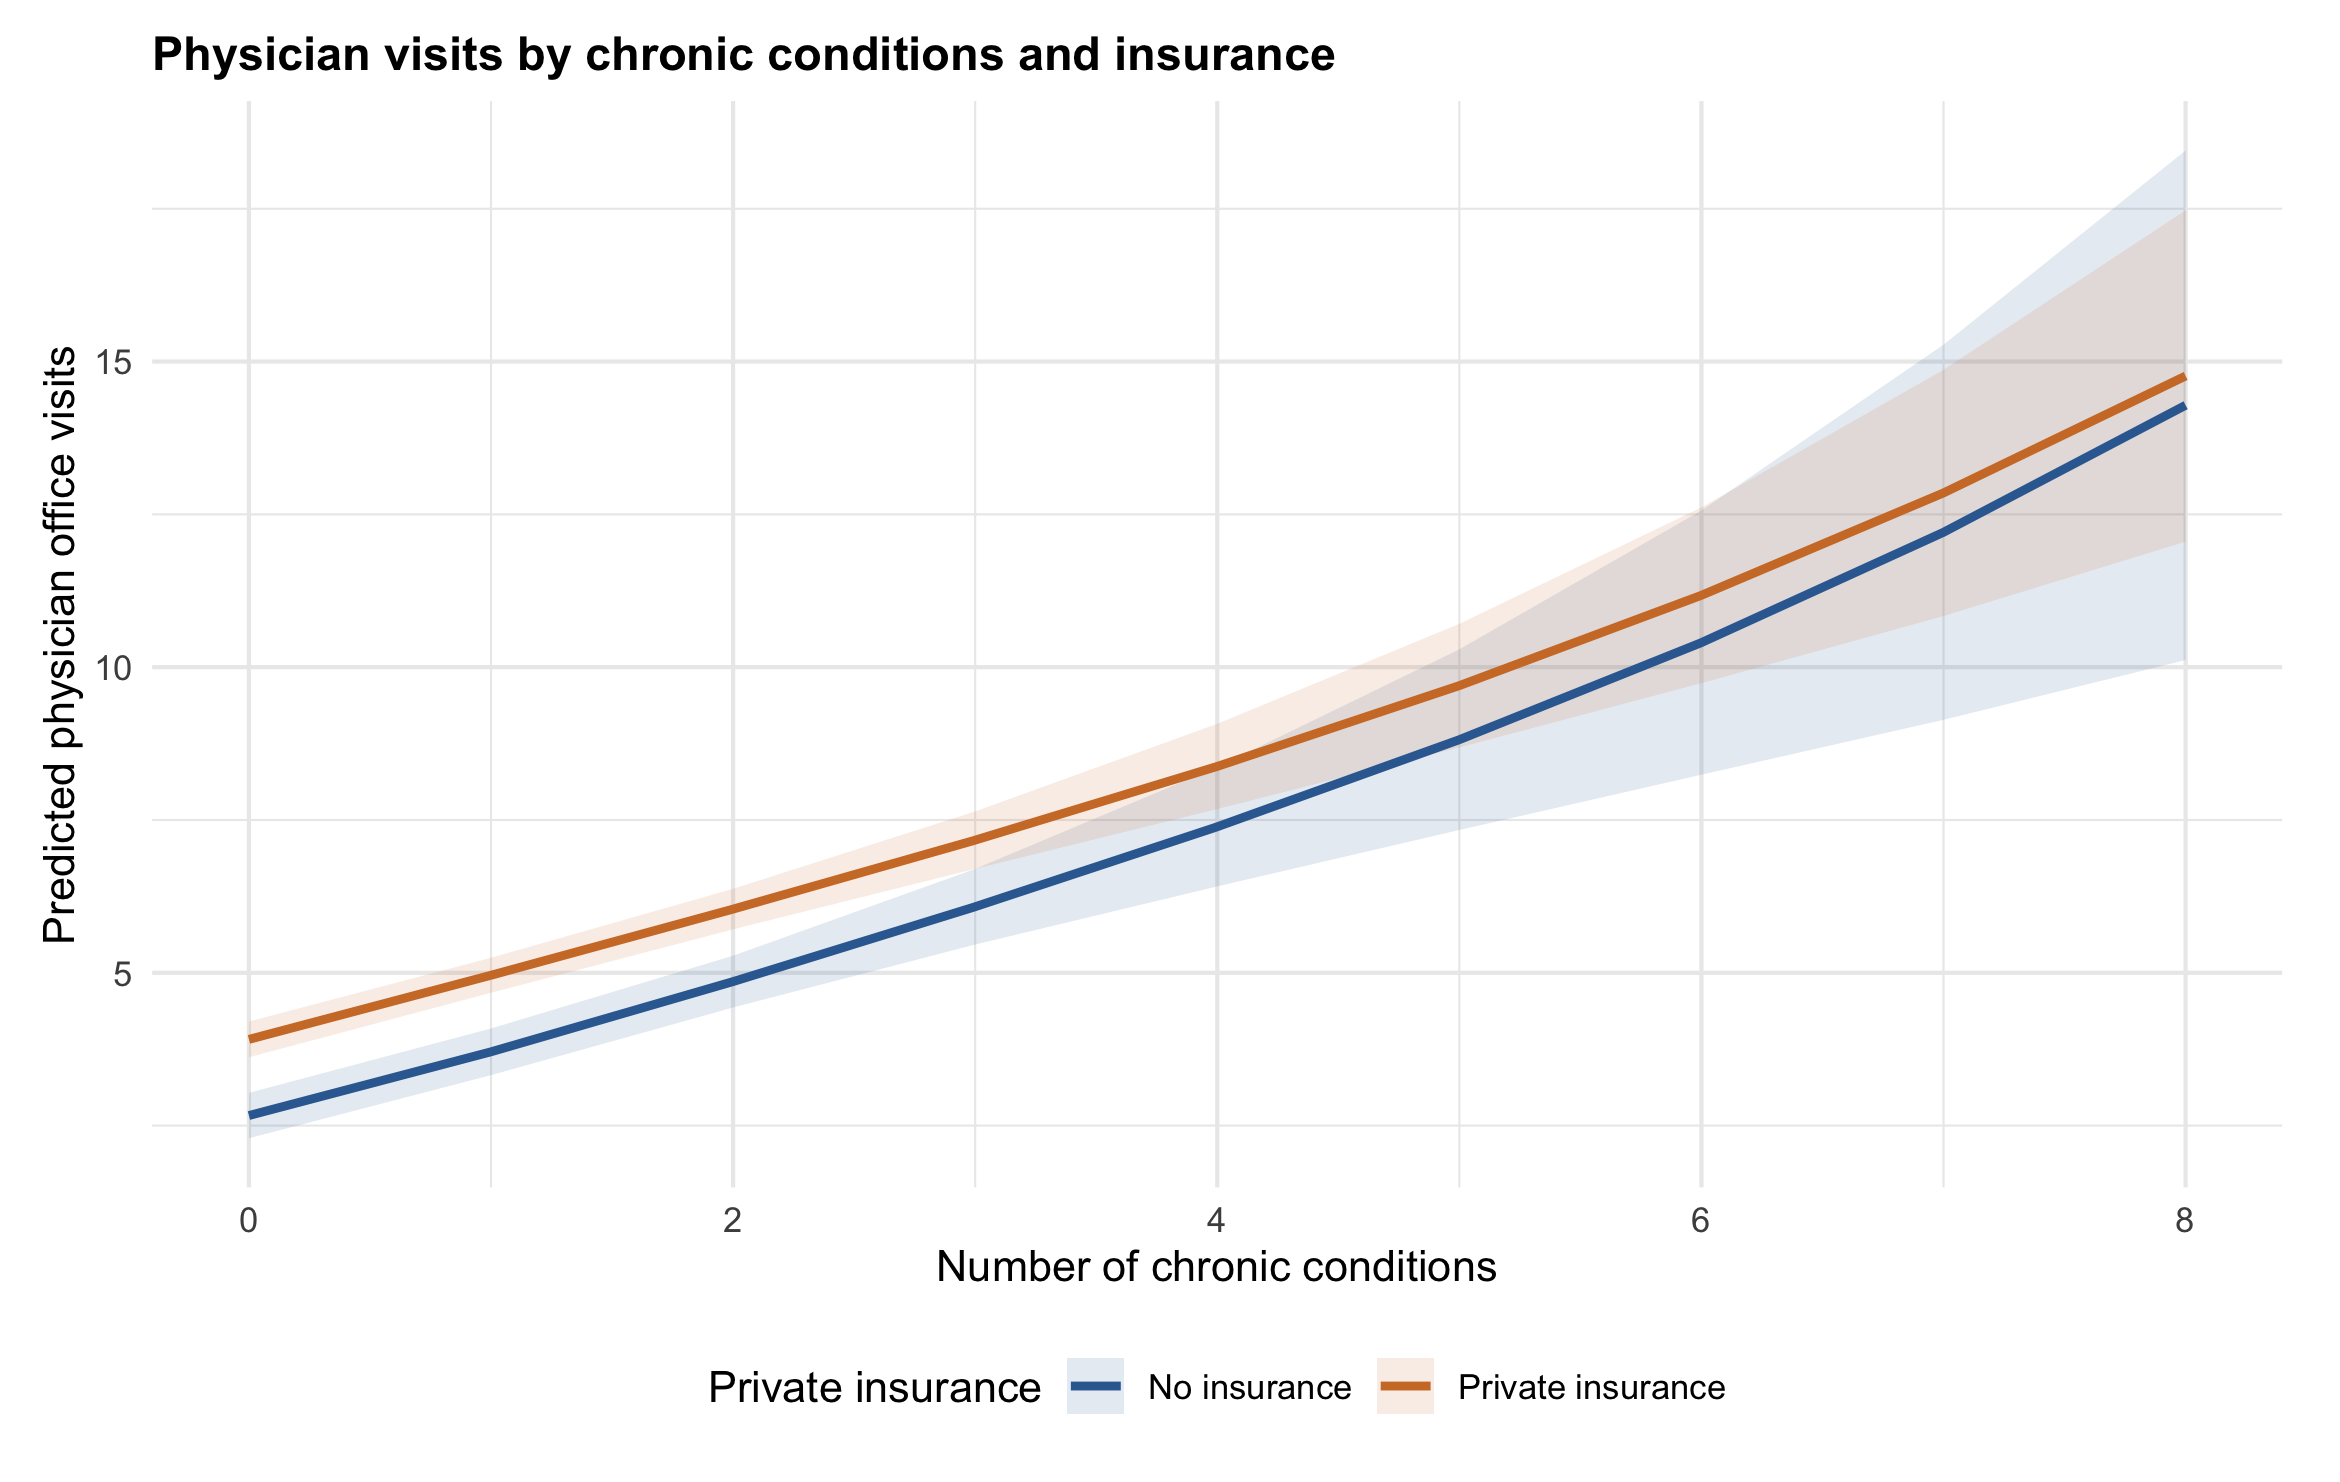 Physician visits by chronic conditions and insurance
Predicted physician office visits
15
10
5
0 2 4 6 8
Number of chronic conditions
Private insurance No insurance Private insurance